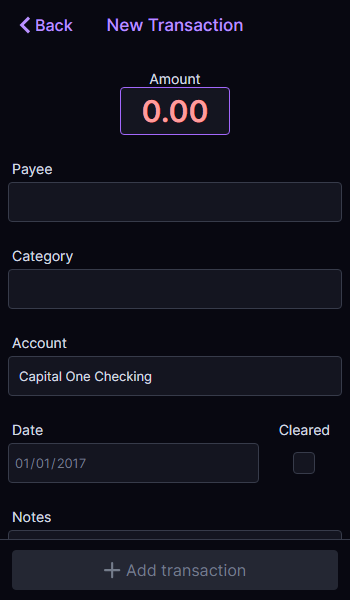 Back
New Transaction
Amount
0.00
Payee
Category
Account
Capital One Checking
Date
Cleared
01/01/2017
Notes
Add transaction